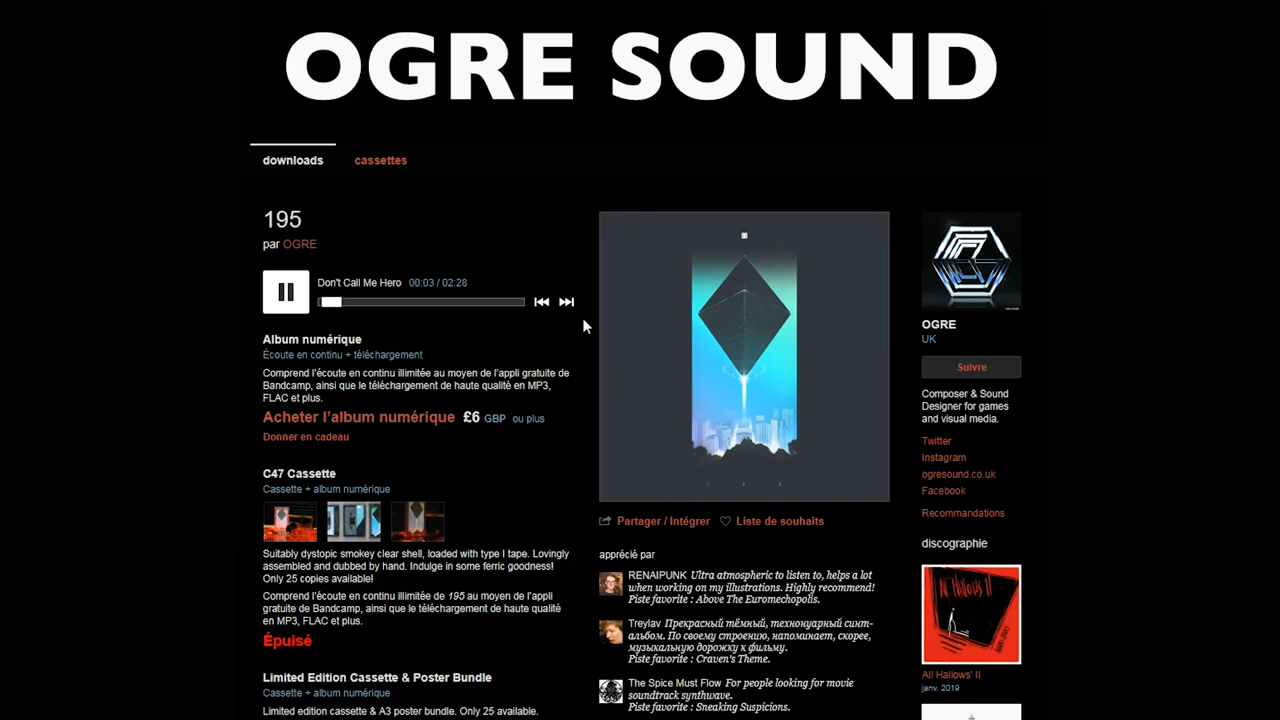 OGRE SOUND
downloads
cassettes
195
par OGRE
Don't Call Me Hero 00:03 / 02:28
Album numérique
Écoute en continu + téléchargement
Comprend l'écoute en continu illimitée au moyen de l'appli gratuite de
Bandcamp, ainsi que le téléchargement de haute qualité en MP3,
FLAC et plus.
Acheter l'album numérique £6 GBP ou plus
Donner en cadeau
C47 Cassette
Cassette + album numérique
Suitably dystopic smokey clear shell, loaded with type I tape. Lovingly
assembled and dubbed by hand. Indulge in some ferric goodness!
Only 25 copies available!
Comprend l'écoute en continu illimitée de 195 au moyen de l'appli
gratuite de Bandcamp, ainsi que le téléchargement de haute qualité
en MP3, FLAC et plus.
Épuisé
Limited Edition Cassette & Poster Bundle
Cassette + album numérique
Limited edition cassette & A3 poster bundle. Only 25 available.
Partager / Intégrer
Liste de souhaits
apprécié par
RENAIPUNK Ultra atmospheric to listen to, helps a lot
when working on my illustrations. Highly recommend!
Piste favorite : Above The Euromechopolis.
Treylav Прекрасный тёмный, технонуарный синт-
альбом. По своему строению, напоминает, скорее,
музыкальную дорожку к фильму.
Piste favorite : Craven's Theme.
The Spice Must Flow For people looking for movie
soundtrack synthwave.
Piste favorite : Sneaking Suspicions.
OGRE
UK
Suivre
Composer & Sound
Designer for games
and visual media.
Twitter
Instagram
ogresound.co.uk
Facebook
Recommandations
discographie
ALL HALLOWS II
All Hallows' II
janv. 2019